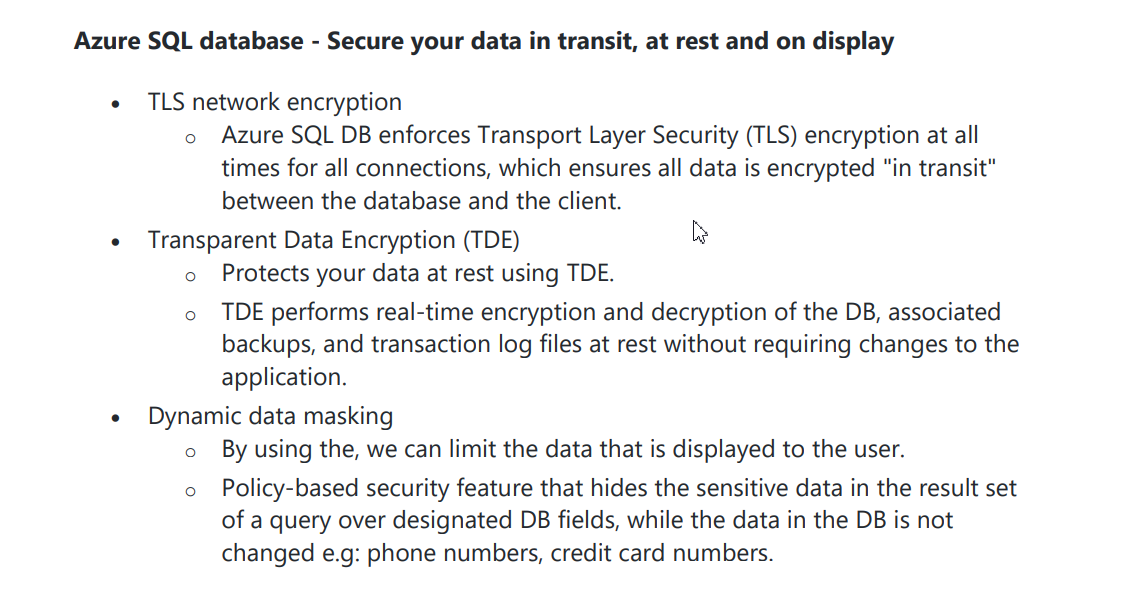 Azure SQL database - Secure your data in transit, at rest and on display
• TLS network encryption
o Azure SQL DB enforces Transport Layer Security (TLS) encryption at all
times for all connections, which ensures all data is encrypted "in transit"
between the database and the client.
• Transparent Data Encryption (TDE)
o Protects your data at rest using TDE.
o TDE performs real-time encryption and decryption of the DB, associated
backups, and transaction log files at rest without requiring changes to the
application.
• Dynamic data masking
o By using the, we can limit the data that is displayed to the user.
o Policy-based security feature that hides the sensitive data in the result set
of a query over designated DB fields, while the data in the DB is not
changed e.g: phone numbers, credit card numbers.